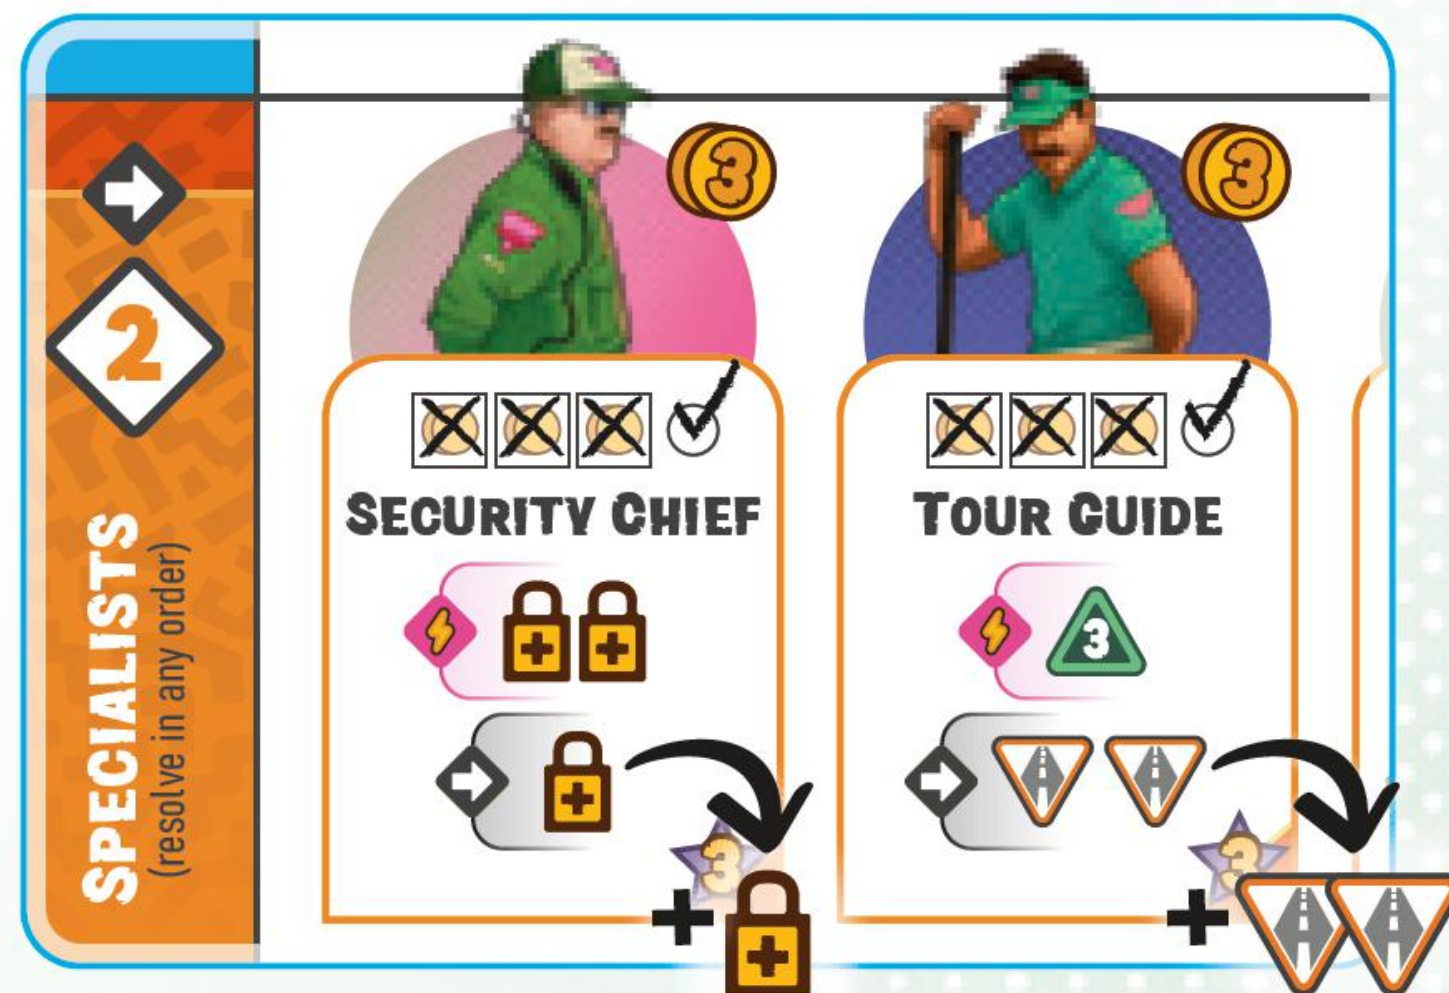 2
SPECIALISTS
(resolve in any order)
3
3
SECURITY CHIEF
TOUR GUIDE
3
3
+
3
+